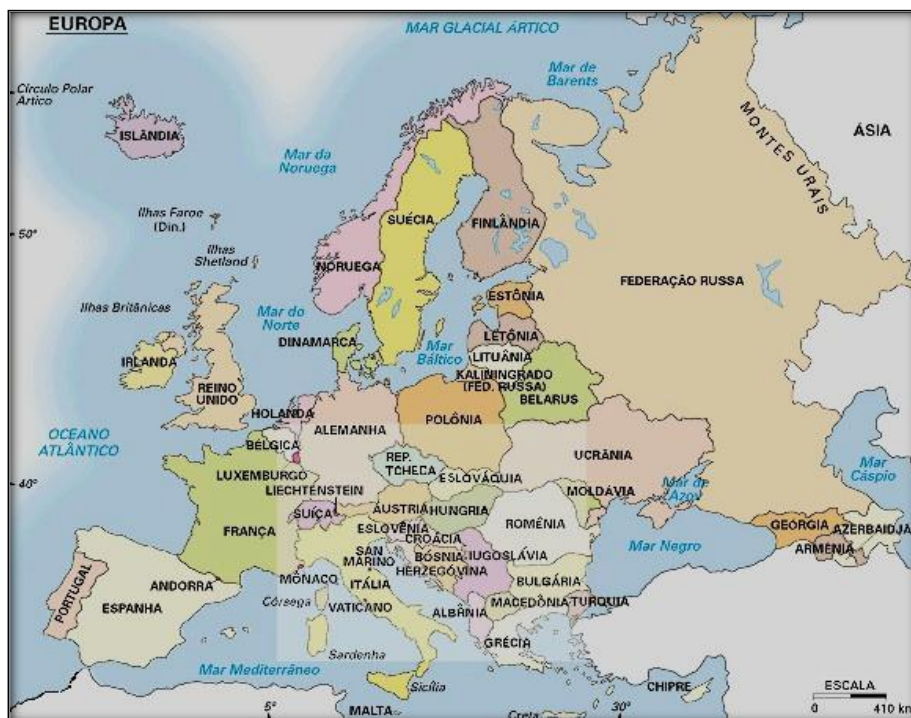 EUROPA
MAR GLACIAL ÁRTICO
Mar de
Barents
Círculo Polar
Ártico
ISLÂNDIA
MONTES URAIS
ÁSIA
Mar da
Noruega
Ilhas Faroe
(Din.)
SUÉCIA
FINLÂNDIA
50°
Ilhas
Shetland
NORUEGA
FEDERAÇÃO RUSSA
Ilhas Britânicas
Mar do
Norte
ESTÔNIA
DINAMARCA
Mar
Báltico
LETÔNIA
LITUÂNIA
IRLANDA
KALININGRADO
(FED. RUSSA)
REINO
UNIDO
BELARUS
HOLANDA
POLÔNIA
ALEMANHA
OCEANO
ATLÂNTICO
BÉLGICA
UCRÂNIA
REP.
TCHECA
Mar
Cáspio
LUXEMBURGO
ESLOVÁQUIA
40°
LIECHTENSTEIN
MOLDÁVIA
Mar de
Azov
ÁUSTRIA
HUNGRIA
SUÍÇA
ROMÊNIA
FRANÇA
ESLOVÊNIA
GEORGIA
AZERBAIDJÃ
CROÁCIA
Mar Negro
ARMÊNIA
SAN
MARINO
BÓSNIA
HERZEGÓVINA
IUGOSLÁVIA
MÔNACO
BULGÁRIA
ANDORRA
ITÁLIA
PORTUGAL
ESPANHA
Córsega
VATICANO
MACEDÔNIA
TURQUIA
ALBÂNIA
GRÉCIA
Sardenha
Mar Mediterrâneo
Sicília
CHIPRE
ESCALA
0 410 km
5°
30°
MALTA
Creta